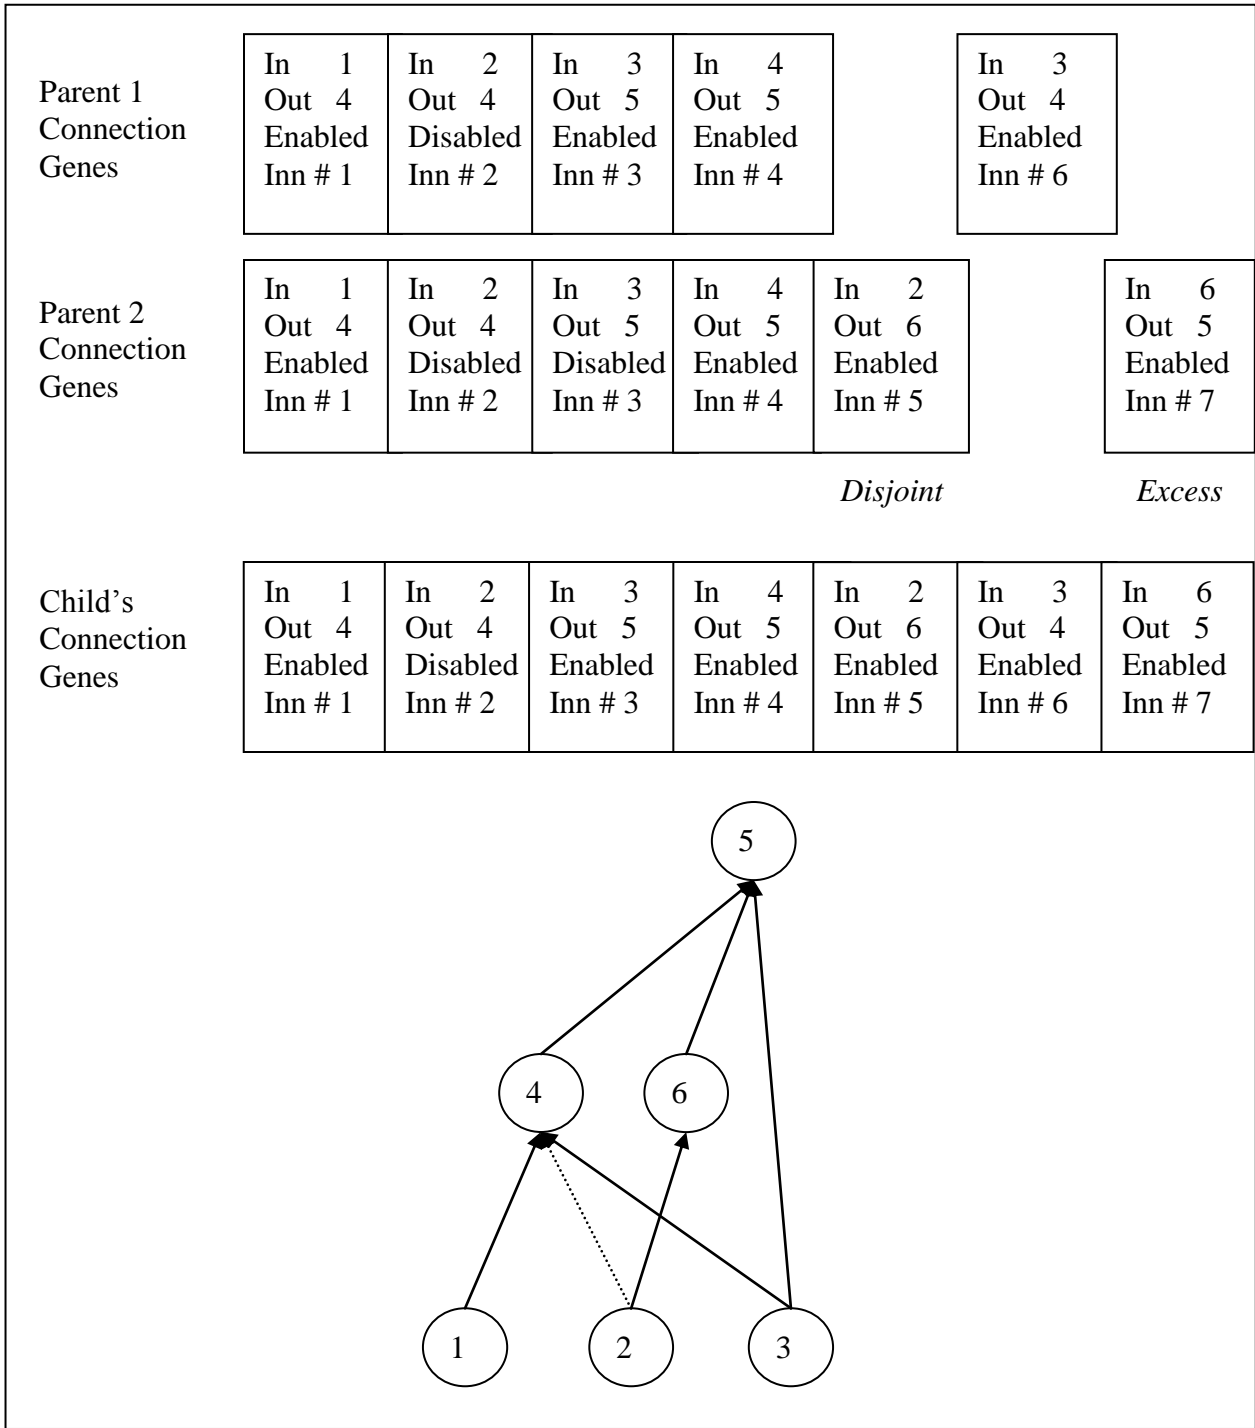 Parent 1
Connection
Genes
In 1
Out 4
Enabled
Inn # 1
In 2
Out 4
Disabled
Inn # 2
In 3
Out 5
Enabled
Inn # 3
In 4
Out 5
Enabled
Inn # 4
In 3
Out 4
Enabled
Inn # 6
Parent 2
Connection
Genes
In 1
Out 4
Enabled
Inn # 1
In 2
Out 4
Disabled
Inn # 2
In 3
Out 5
Disabled
Inn # 3
In 4
Out 5
Enabled
Inn # 4
In 2
Out 6
Enabled
Inn # 5
In 6
Out 5
Enabled
Inn # 7
Disjoint
Excess
Child’s
Connection
Genes
In 1
Out 4
Enabled
Inn # 1
In 2
Out 4
Disabled
Inn # 2
In 3
Out 5
Enabled
Inn # 3
In 4
Out 5
Enabled
Inn # 4
In 2
Out 6
Enabled
Inn # 5
In 3
Out 4
Enabled
Inn # 6
In 6
Out 5
Enabled
Inn # 7
5
4
6
1
2
3